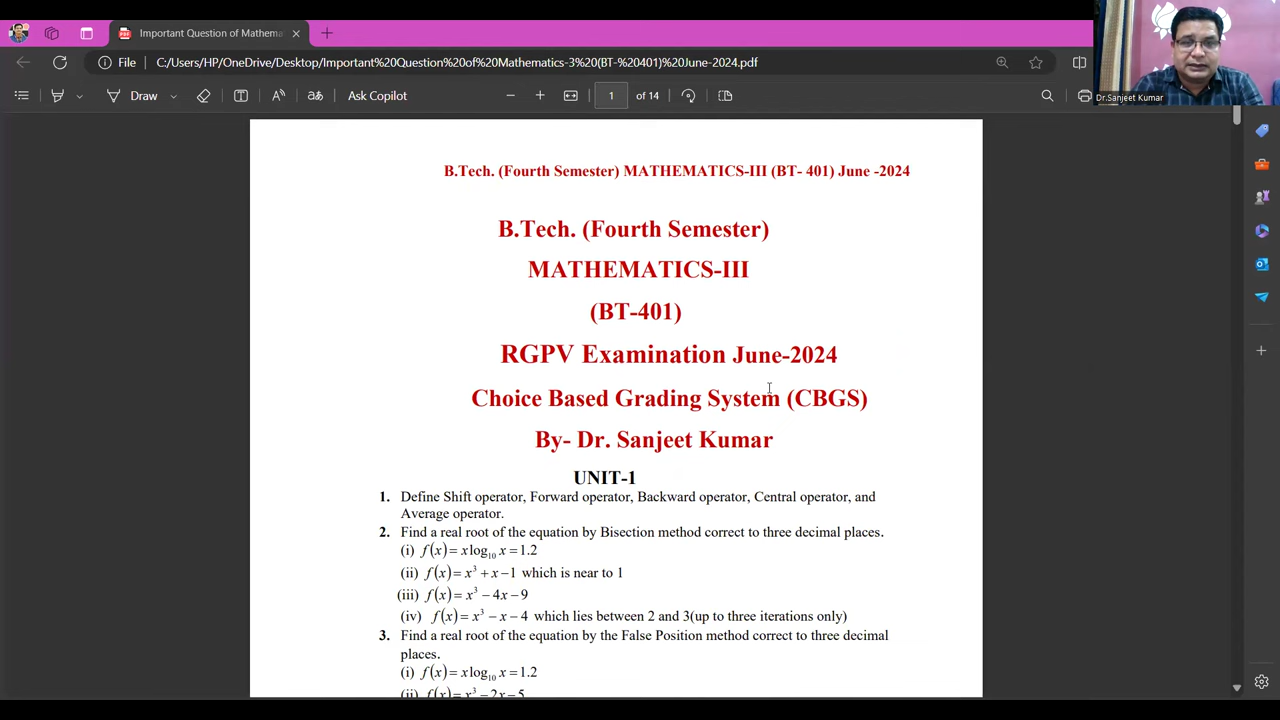 Important Question of Mathema
File C:/Users/HP/OneDrive/Desktop/Important%20Question%20of%20Mathematics-3%20(BT-%20401)%20June-2024.pdf
Dr.Sanjeet Kumar
Draw
Ask Copilot
1 of 14
B.Tech. (Fourth Semester) MATHEMATICS-III (BT- 401) June -2024
B.Tech. (Fourth Semester)
MATHEMATICS-III
(BT-401)
RGPV Examination June-2024
Choice Based Grading System (CBGS)
By- Dr. Sanjeet Kumar
UNIT-1
1. Define Shift operator, Forward operator, Backward operator, Central operator, and
Average operator.
2. Find a real root of the equation by Bisection method correct to three decimal places.
(i) f(x)= x log₁₀ x = 1.2
(ii) f(x)= x³ + x − 1 which is near to 1
(iii) f(x)= x³ − 4x − 9
(iv) f(x)= x³ − x − 4 which lies between 2 and 3(up to three iterations only)
3. Find a real root of the equation by the False Position method correct to three decimal
places.
(i) f(x)= x log₁₀ x = 1.2
(ii) f(x)= x³ − 2x − 5